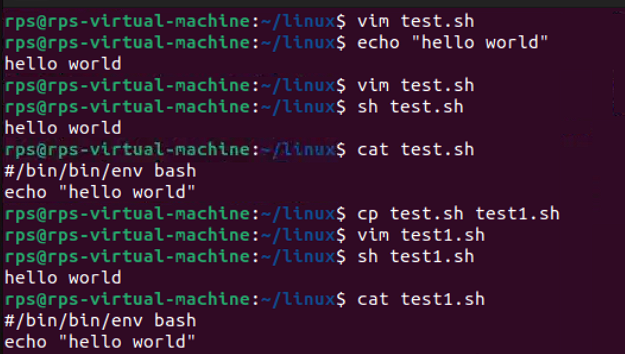 rps@rps-virtual-machine:~/linux$ vim test.sh
rps@rps-virtual-machine:~/linux$ echo "hello world"
hello world
rps@rps-virtual-machine:~/linux$ vim test.sh
rps@rps-virtual-machine:~/linux$ sh test.sh
hello world
rps@rps-virtual-machine:~/linux$ cat test.sh
#/bin/bin/env bash
echo "hello world"
rps@rps-virtual-machine:~/linux$ cp test.sh test1.sh
rps@rps-virtual-machine:~/linux$ vim test1.sh
rps@rps-virtual-machine:~/linux$ sh test1.sh
hello world
rps@rps-virtual-machine:~/linux$ cat test1.sh
#/bin/bin/env bash
echo "hello world"